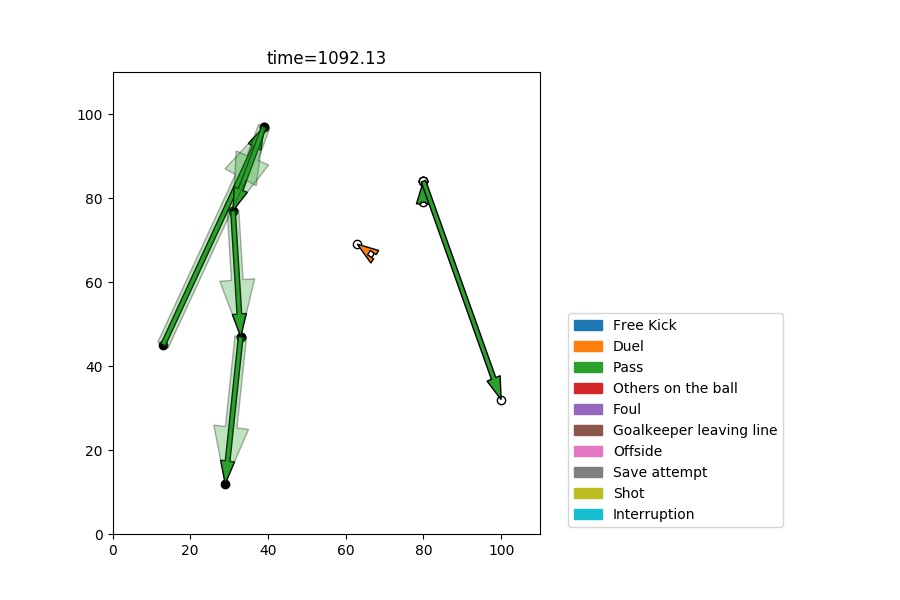 time=1092.13
100
80
60
40
20
0
0 20 40 60 80 100
Free Kick
Duel
Pass
Others on the ball
Foul
Goalkeeper leaving line
Offside
Save attempt
Shot
Interruption